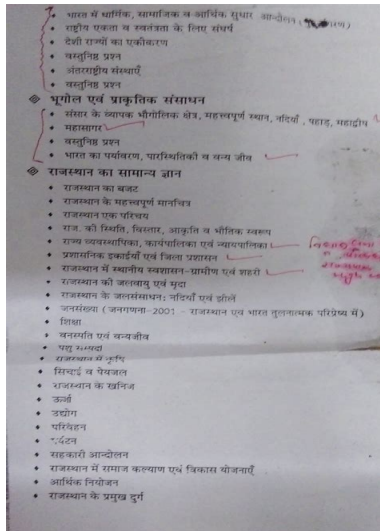 • भारत में धार्मिक, सामाजिक व आर्थिक सुधार आन्दोलन
• राष्ट्रीय एकता व स्वतंत्रता के लिए संघर्ष
• देशी राज्यों का एकीकरण
• वस्तुनिष्ठ प्रश्न
• अंतरराष्ट्रीय संस्थाएँ
• वस्तुनिष्ठ प्रश्न
भूगोल एवं प्राकृतिक संसाधन
• संसार के व्यापक भौगोलिक क्षेत्र, महत्त्वपूर्ण स्थान, नदियाँ, पहाड़, महाद्वीप
• महासागर
• वस्तुनिष्ठ प्रश्न
• भारत का पर्यावरण, पारिस्थितिकी व वन्य जीव
राजस्थान का सामान्य ज्ञान
• राजस्थान का बजट
• राजस्थान के महत्त्वपूर्ण मानचित्र
• राजस्थान एक परिचय
• राज. की स्थिति, विस्तार, आकृति व भौतिक स्वरूप
• राज्य व्यवस्थापिका, कार्यपालिका एवं न्यायपालिका
• प्रशासनिक इकाईयाँ एवं जिला प्रशासन
• राजस्थान में स्थानीय स्वशासन-ग्रामीण एवं शहरी
• राजस्थान की जलवायु एवं मृदा
• राजस्थान के जलसंसाधन: नदियाँ एवं झीलें
• जनसंख्या (जनगणना-2001 - राजस्थान एवं भारत तुलनात्मक परिप्रेष्य में)
• शिक्षा
• वनस्पति एवं वन्यजीव
• पशु सम्पदा
• राजस्थान में कृषि
• सिंचाई व पेयजल
• राजस्थान के खनिज
• ऊर्जा
• उद्योग
• परिवहन
• पर्यटन
• सहकारी आन्दोलन
• राजस्थान में समाज कल्याण एवं विकास योजनाएँ
• आर्थिक नियोजन
• राजस्थान के प्रमुख दुर्ग